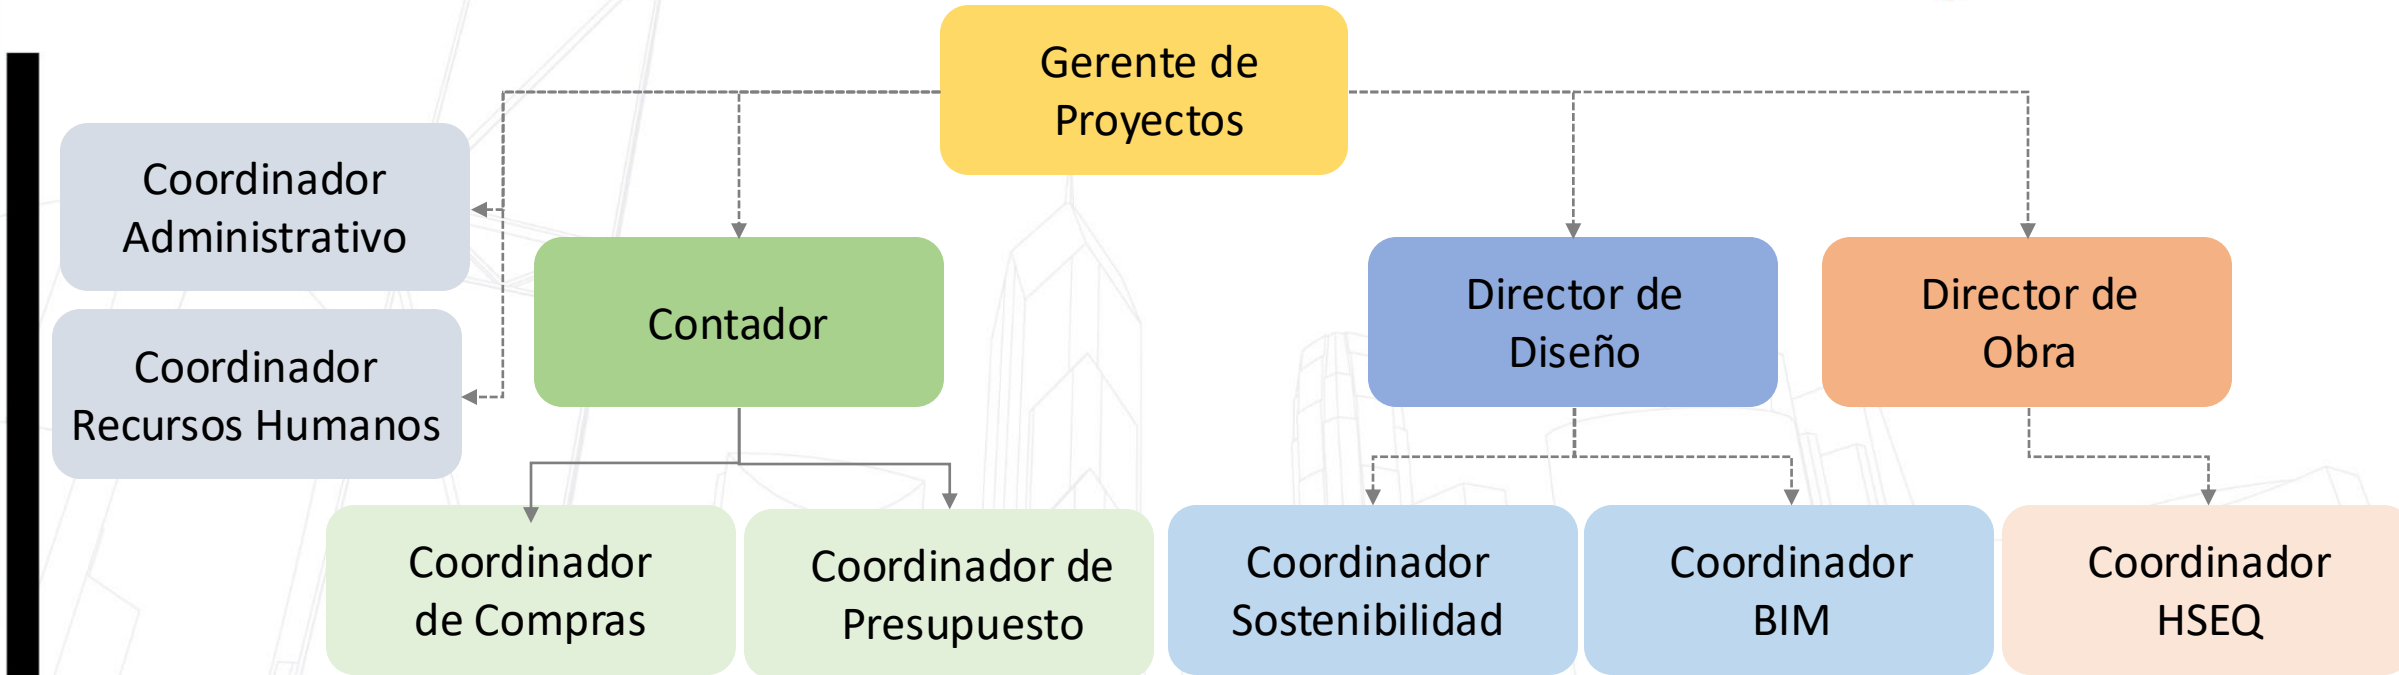 Gerente de
Proyectos
Coordinador
Administrativo
Coordinador
Recursos Humanos
Contador
Director de
Diseño
Director de
Obra
Coordinador
de Compras
Coordinador de
Presupuesto
Coordinador
Sostenibilidad
Coordinador
BIM
Coordinador
HSEQ